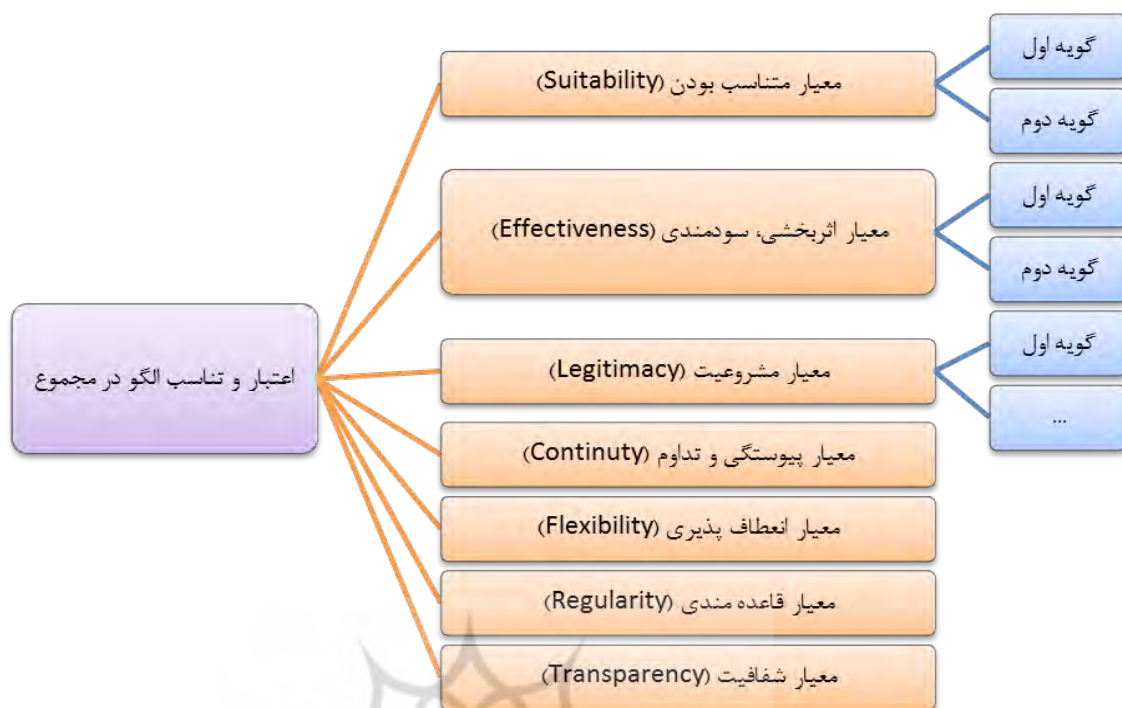 اعتبار و تناسب الگو در مجموع
معیار متناسب بودن (Suitability)
گویه اول
گویه دوم
معیار اثربخشی، سودمندی (Effectiveness)
گویه اول
گویه دوم
معیار مشروعیت (Legitimacy)
گویه اول
...
معیار پیوستگی و تداوم (Continuty)
معیار انعطاف پذیری (Flexibility)
معیار قاعده مندی (Regularity)
معیار شفافیت (Transparency)